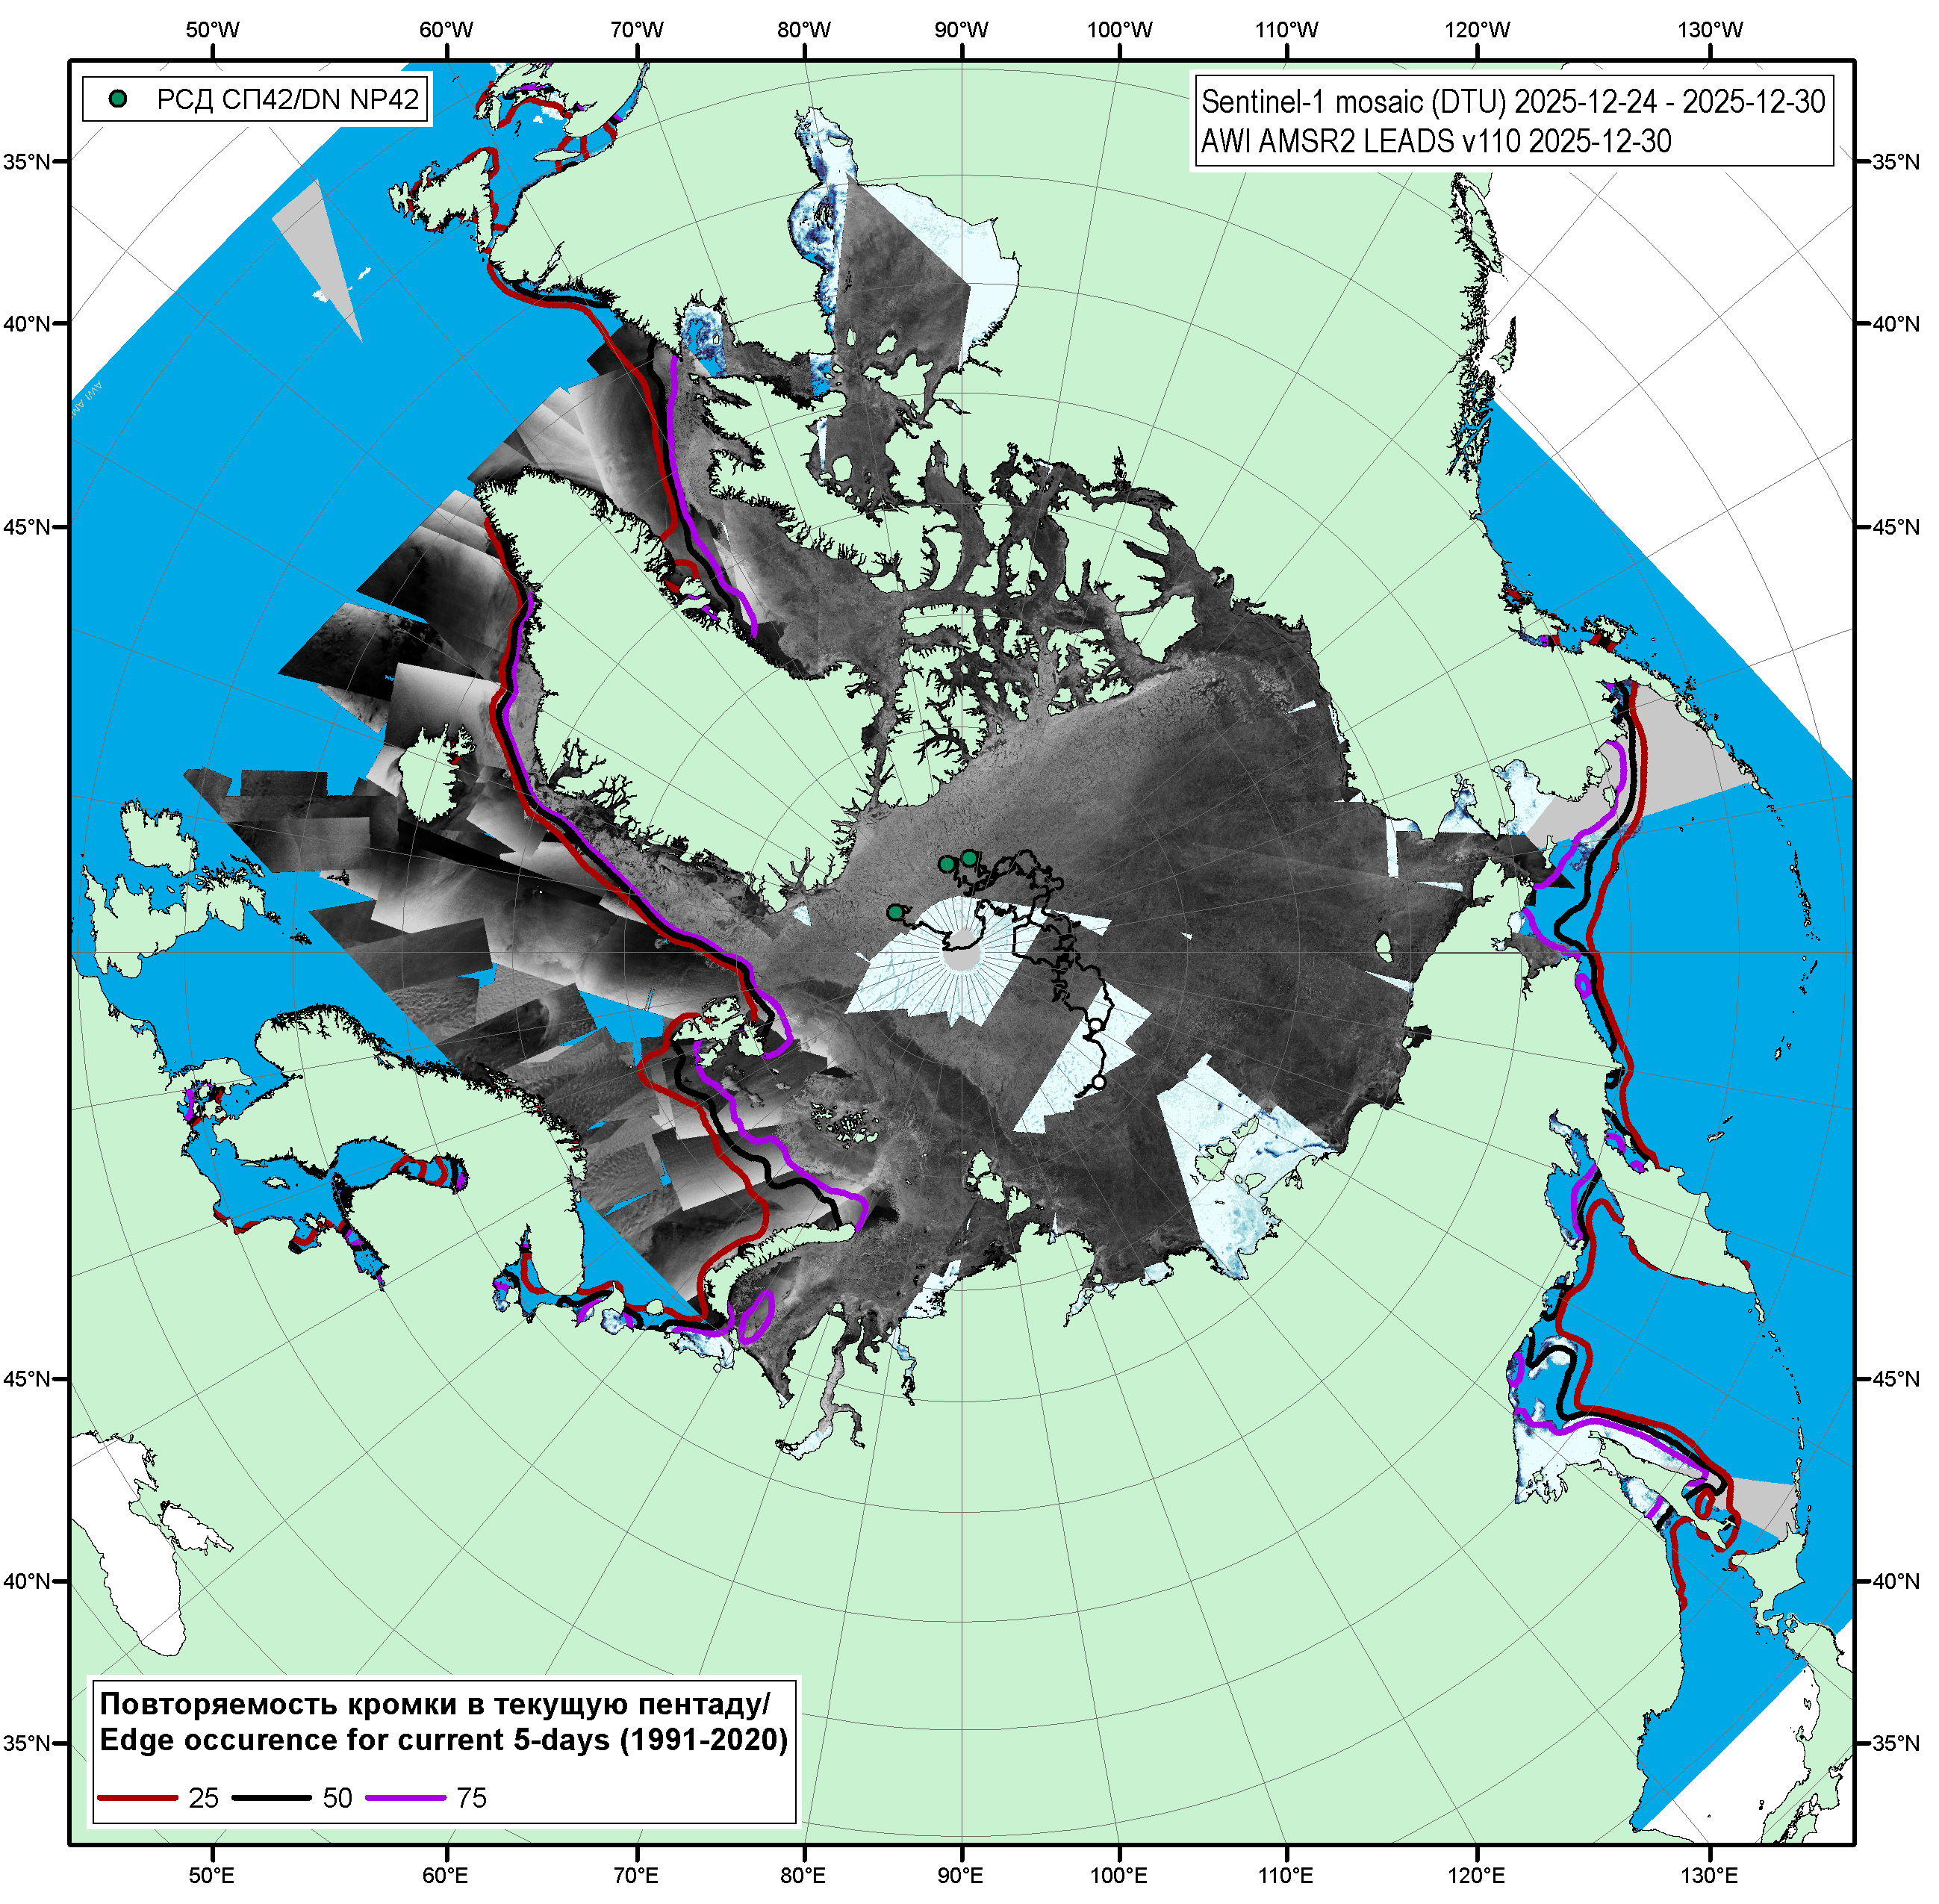 50°W 60°W 70°W 80°W 90°W 100°W 110°W 120°W 130°W
РСД СП42/DN NP42
Sentinel-1 mosaic (DTU) 2025-12-24 - 2025-12-30
AWI AMSR2 LEADS v110 2025-12-30
35°N 35°N
40°N 40°N
45°N 45°N
45°N 45°N
40°N 40°N
35°N 35°N
Повторяемость кромки в текущую пентаду/
Edge occurence for current 5-days (1991-2020)
25 50 75
50°E 60°E 70°E 80°E 90°E 100°E 110°E 120°E 130°E